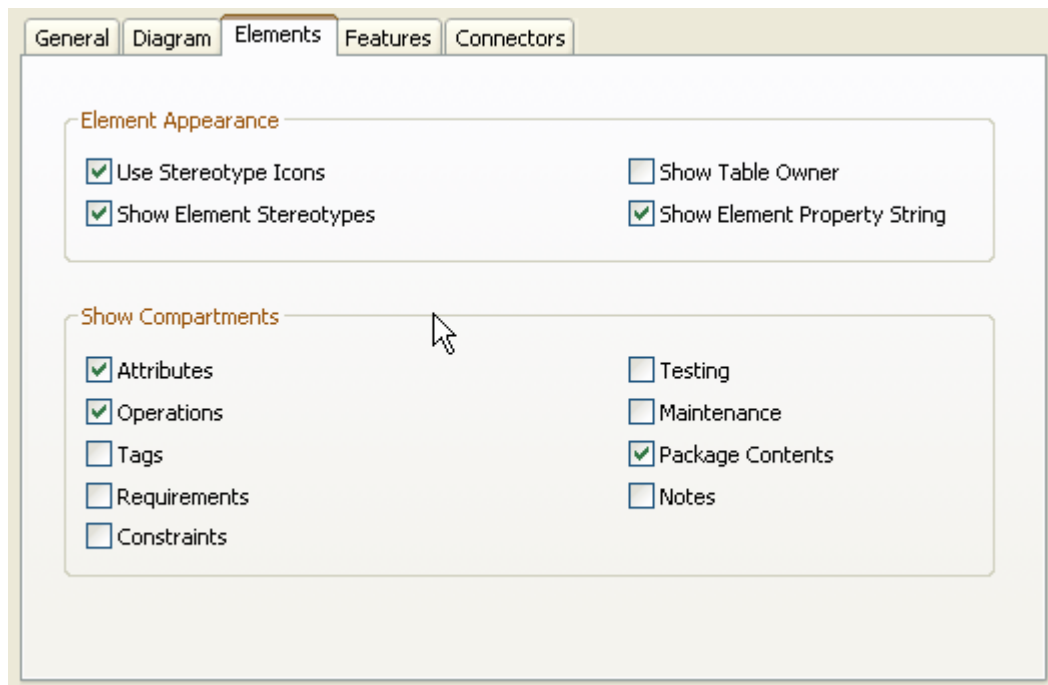 General Diagram Elements Features Connectors
Element Appearance
Use Stereotype Icons Show Table Owner
Show Element Stereotypes Show Element Property String
Show Compartments
Attributes Testing
Operations Maintenance
Tags Package Contents
Requirements Notes
Constraints